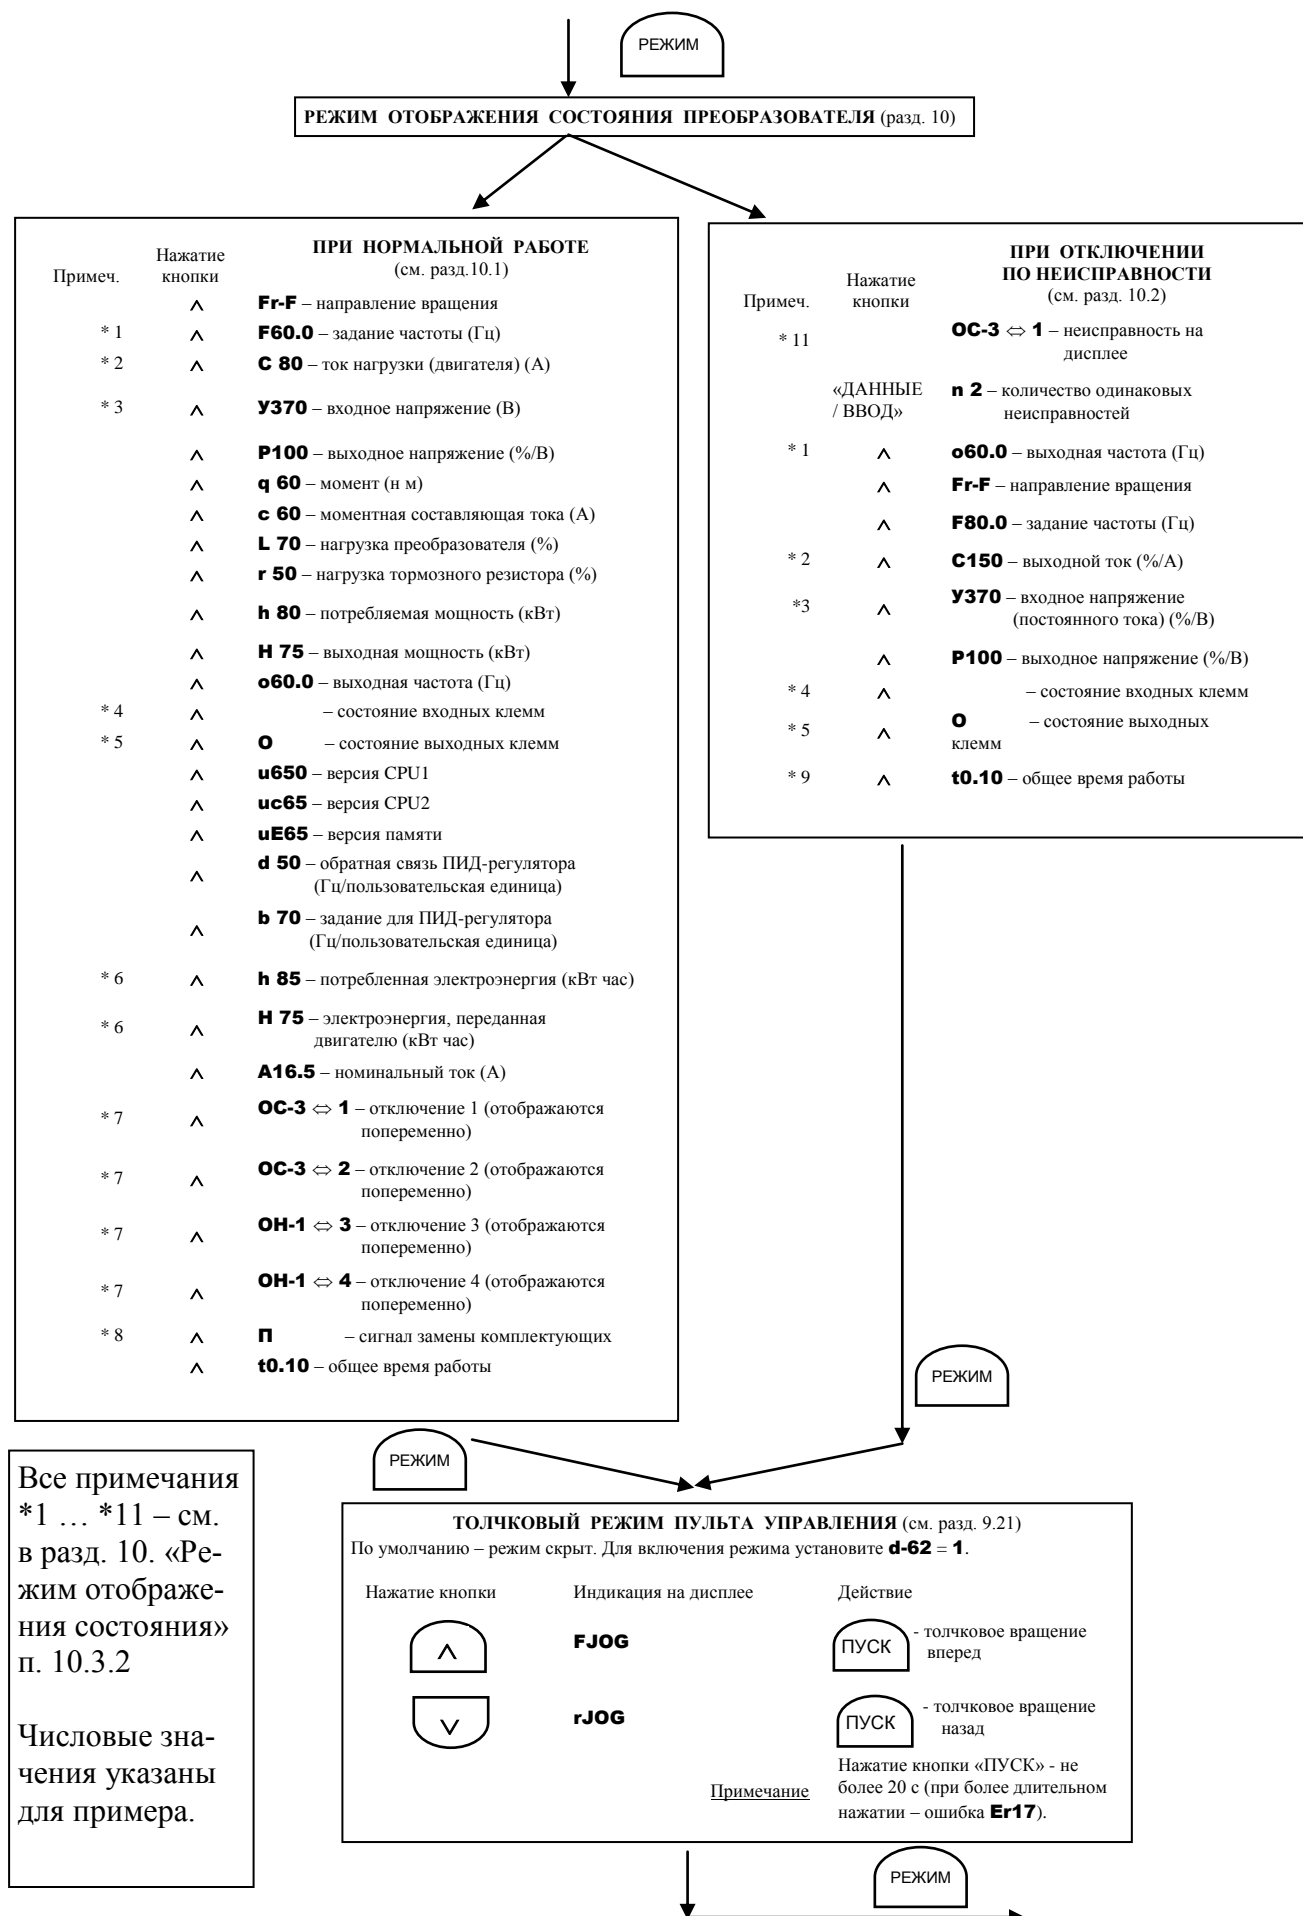 РЕЖИМ
РЕЖИМ ОТОБРАЖЕНИЯ СОСТОЯНИЯ ПРЕОБРАЗОВАТЕЛЯ (разд. 10)
ПРИ НОРМАЛЬНОЙ РАБОТЕ
(см. разд.10.1)
Примеч.
Нажатие
кнопки
^ Fr-F – направление вращения
* 1 ^ F60.0 – задание частоты (Гц)
* 2 ^ C 80 – ток нагрузки (двигателя) (А)
* 3 ^ У370 – входное напряжение (В)
^ P100 – выходное напряжение (%/В)
^ q 60 – момент (н м)
^ c 60 – моментная составляющая тока (А)
^ L 70 – нагрузка преобразователя (%)
^ r 50 – нагрузка тормозного резистора (%)
^ h 80 – потребляемая мощность (кВт)
^ H 75 – выходная мощность (кВт)
^ o60.0 – выходная частота (Гц)
* 4 ^ – состояние входных клемм
* 5 ^ O – состояние выходных клемм
^ u650 – версия CPU1
^ uc65 – версия CPU2
^ uE65 – версия памяти
^ d 50 – обратная связь ПИД-регулятора
(Гц/пользовательская единица)
^ b 70 – задание для ПИД-регулятора
(Гц/пользовательская единица)
* 6 ^ h 85 – потребленная электроэнергия (кВт час)
* 6 ^ H 75 – электроэнергия, переданная
двигателю (кВт час)
^ A16.5 – номинальный ток (А)
* 7 ^ OC-3 ⇔ 1 – отключение 1 (отображаются
попеременно)
* 7 ^ OC-3 ⇔ 2 – отключение 2 (отображаются
попеременно)
* 7 ^ OH-1 ⇔ 3 – отключение 3 (отображаются
попеременно)
* 7 ^ OH-1 ⇔ 4 – отключение 4 (отображаются
попеременно)
* 8 ^ П – сигнал замены комплектующих
^ t0.10 – общее время работы
ПРИ ОТКЛЮЧЕНИИ
ПО НЕИСПРАВНОСТИ
(см. разд. 10.2)
Примеч.
Нажатие
кнопки
* 11 OC-3 ⇔ 1 – неисправность на
дисплее
«ДАННЫЕ n 2 – количество одинаковых
/ ВВОД» неисправностей
* 1 ^ o60.0 – выходная частота (Гц)
^ Fr-F – направление вращения
^ F80.0 – задание частоты (Гц)
* 2 ^ C150 – выходной ток (%/А)
*3 ^ У370 – входное напряжение
(постоянного тока) (%/В)
^ P100 – выходное напряжение (%/В)
* 4 ^ – состояние входных клемм
* 5 ^ O – состояние выходных
клемм
* 9 ^ t0.10 – общее время работы
РЕЖИМ
РЕЖИМ
Все примечания
*1 … *11 – см.
в разд. 10. «Ре-
жим отображе-
ния состояния»
п. 10.3.2
Числовые зна-
чения указаны
для примера.
ТОЛЧКОВЫЙ РЕЖИМ ПУЛЬТА УПРАВЛЕНИЯ (см. разд. 9.21)
По умолчанию – режим скрыт. Для включения режима установите d-62 = 1.
Нажатие кнопки Индикация на дисплее Действие
^ FJOG ПУСК - толчковое вращение
вперед
v rJOG ПУСК - толчковое вращение
назад
Примечание
Нажатие кнопки «ПУСК» - не
более 20 с (при более длительном
нажатии – ошибка Er17).
РЕЖИМ